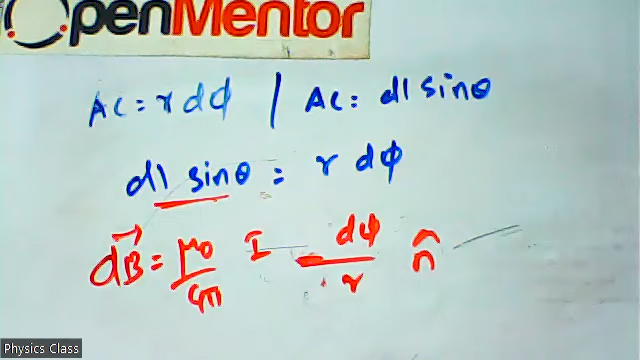 OpenMentor
AC = r dϕ | AC = dl sinθ
dl sinθ = r dϕ
dB⃗ = μ₀/4π I dϕ/r n̂
Physics Class